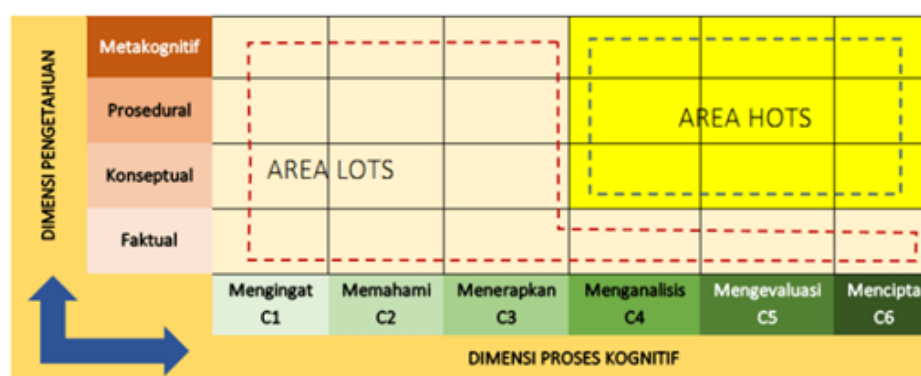 DIMENSI PENGETAHUAN
Metakognitif
Prosedural
Konseptual
Faktual
AREA HOTS
AREA LOTS
Mengingat
C1
Memahami
C2
Menerapkan
C3
Menganalisis
C4
Mengevaluasi
C5
Mencipta
C6
DIMENSI PROSES KOGNITIF